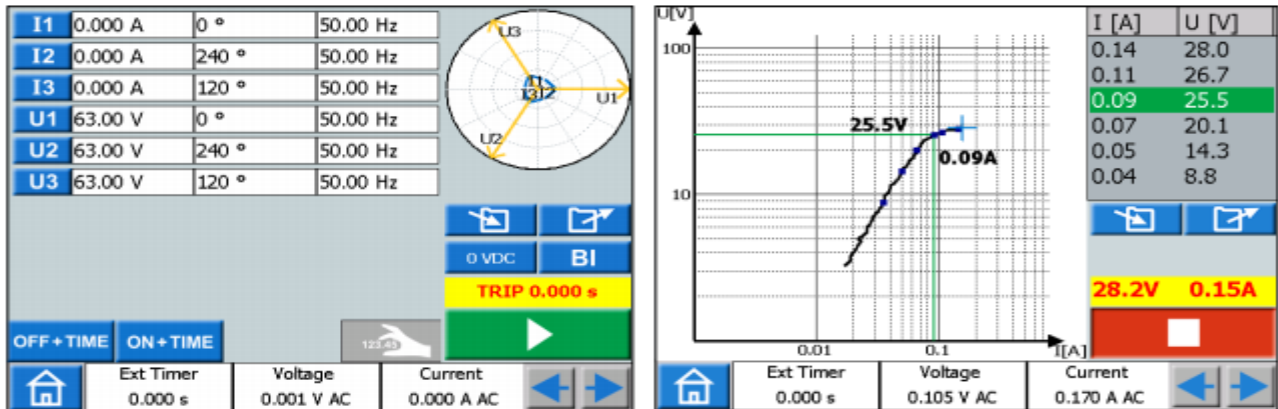 I1 0.000 A 0 ° 50.00 Hz
I2 0.000 A 240 ° 50.00 Hz
I3 0.000 A 120 ° 50.00 Hz
U1 63.00 V 0 ° 50.00 Hz
U2 63.00 V 240 ° 50.00 Hz
U3 63.00 V 120 ° 50.00 Hz
U3
I1
I3 I2
U1
U2
0 VDC BI
TRIP 0.000 s
OFF+TIME ON+TIME 123.45
Ext Timer Voltage Current
0.000 s 0.001 V AC 0.000 A AC
U[V]
100
10
25.5V
0.09A
0.01 0.1 I[A]
I [A] U [V]
0.14 28.0
0.11 26.7
0.09 25.5
0.07 20.1
0.05 14.3
0.04 8.8
28.2V 0.15A
Ext Timer Voltage Current
0.000 s 0.105 V AC 0.170 A AC